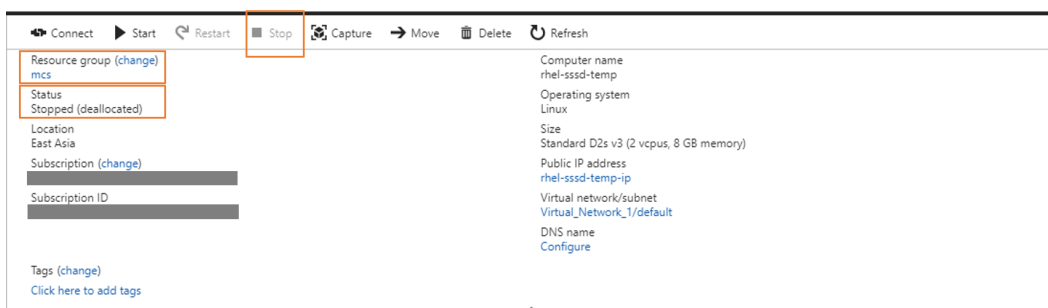 Connect Start Restart Stop Capture Move Delete Refresh
Resource group (change)
mcs
Status
Stopped (deallocated)
Location
East Asia
Subscription (change)
Subscription ID
Computer name
rhel-sssd-temp
Operating system
Linux
Size
Standard D2s v3 (2 vcpus, 8 GB memory)
Public IP address
rhel-sssd-temp-ip
Virtual network/subnet
Virtual_Network_1/default
DNS name
Configure
Tags (change)
Click here to add tags